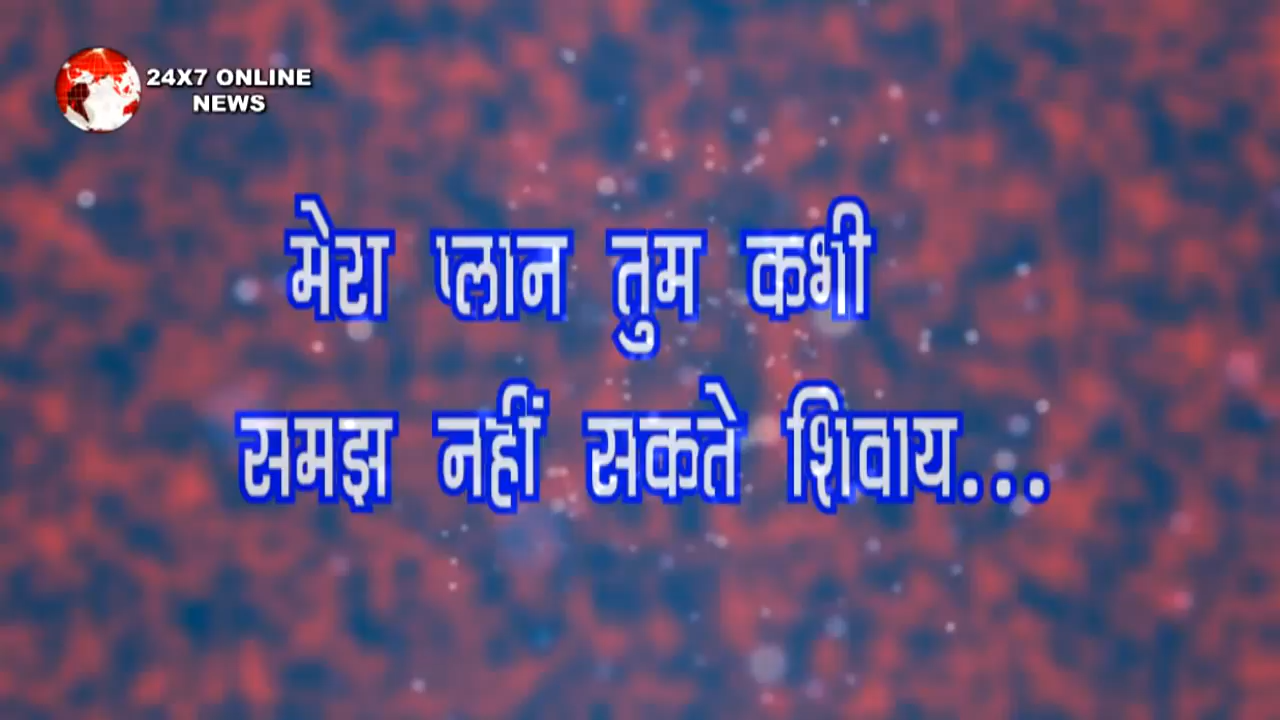 24X7 ONLINE
NEWS
मेरा प्लान तुम कभी
समझ नहीं सकते शिवाय...